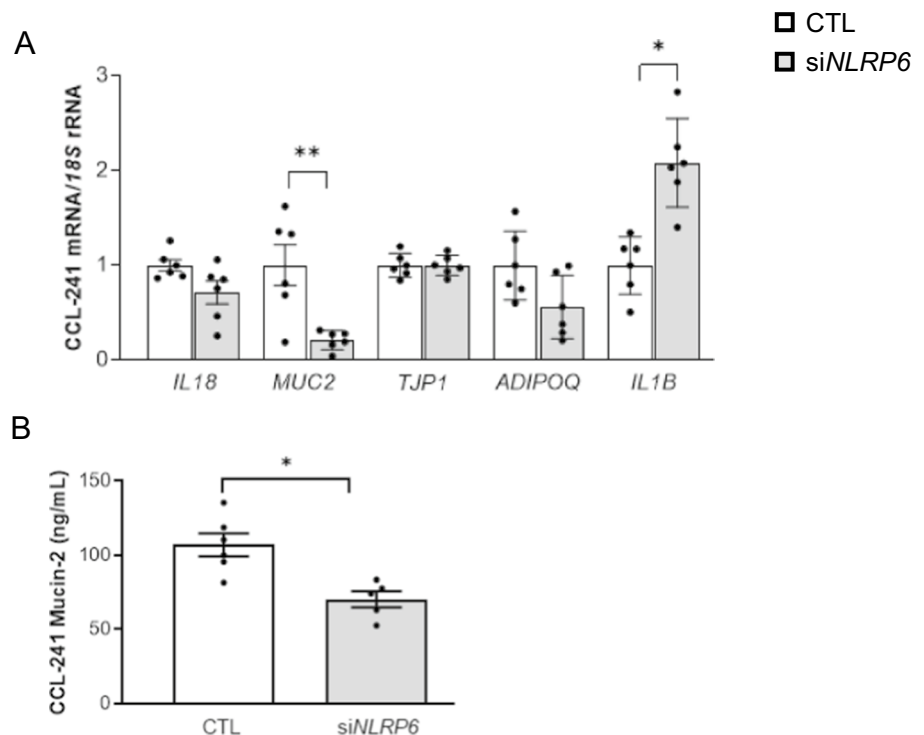 A
CTL
siNLRP6
CCL-241 mRNA/18S rRNA
3
2
1
0
**
*
IL18 MUC2 TJP1 ADIPOQ IL1B
B
CCL-241 Mucin-2 (ng/mL)
150
100
50
0
*
CTL siNLRP6